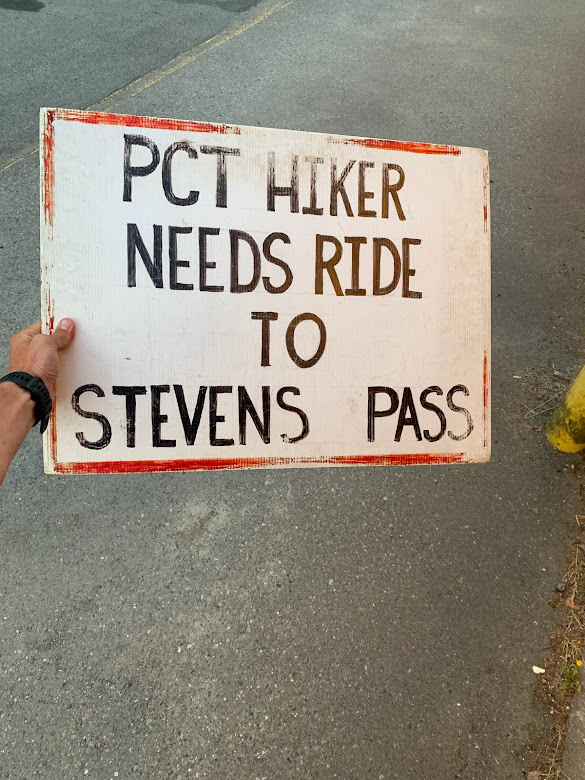 PCT HIKER
NEEDS RIDE
TO
STEVENS PASS